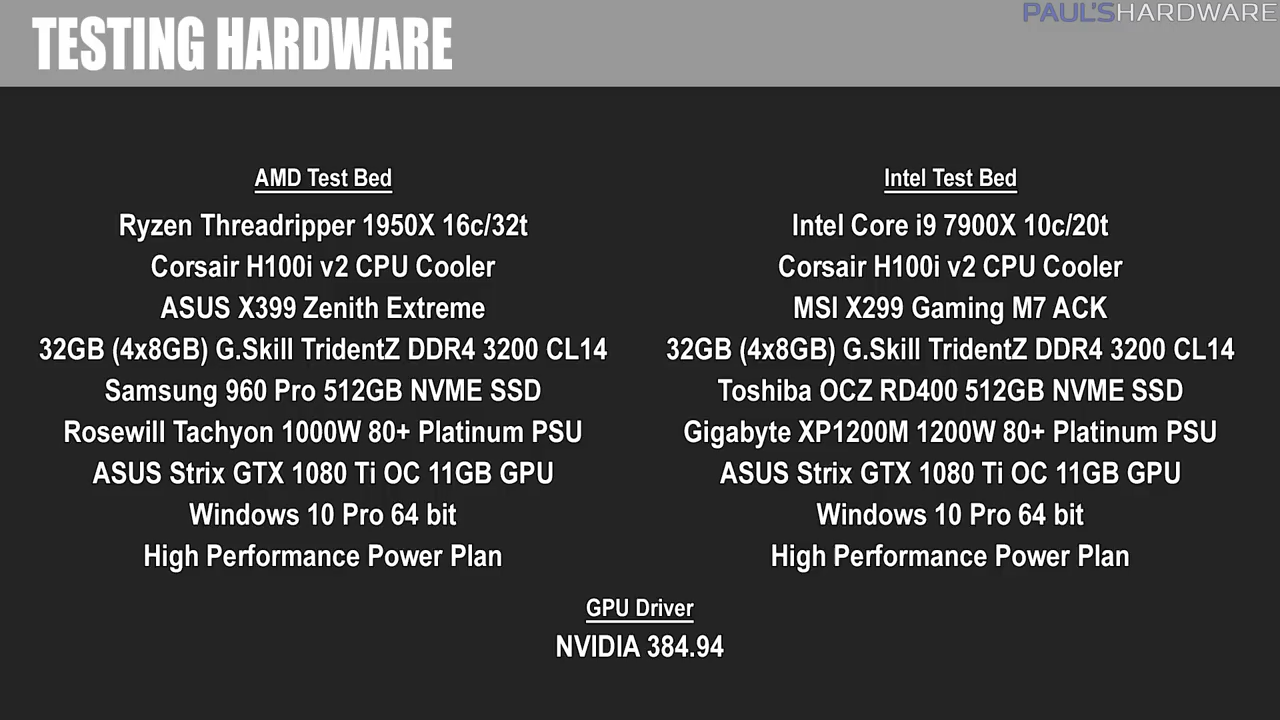 TESTING HARDWARE
PAUL'SHARDWARE
AMD Test Bed
Ryzen Threadripper 1950X 16c/32t
Corsair H100i v2 CPU Cooler
ASUS X399 Zenith Extreme
32GB (4x8GB) G.Skill TridentZ DDR4 3200 CL14
Samsung 960 Pro 512GB NVME SSD
Rosewill Tachyon 1000W 80+ Platinum PSU
ASUS Strix GTX 1080 Ti OC 11GB GPU
Windows 10 Pro 64 bit
High Performance Power Plan
Intel Test Bed
Intel Core i9 7900X 10c/20t
Corsair H100i v2 CPU Cooler
MSI X299 Gaming M7 ACK
32GB (4x8GB) G.Skill TridentZ DDR4 3200 CL14
Toshiba OCZ RD400 512GB NVME SSD
Gigabyte XP1200M 1200W 80+ Platinum PSU
ASUS Strix GTX 1080 Ti OC 11GB GPU
Windows 10 Pro 64 bit
High Performance Power Plan
GPU Driver
NVIDIA 384.94